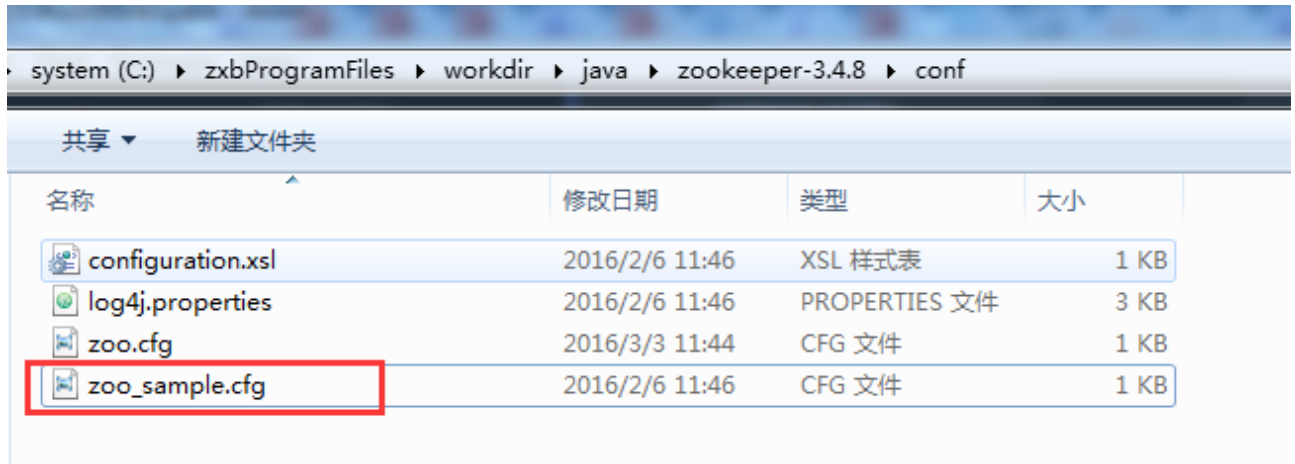 system (C:) ▸ zxbProgramFiles ▸ workdir ▸ java ▸ zookeeper-3.4.8 ▸ conf
共享 新建文件夹
名称 修改日期 类型 大小
configuration.xsl 2016/2/6 11:46 XSL 样式表 1 KB
log4j.properties 2016/2/6 11:46 PROPERTIES 文件 3 KB
zoo.cfg 2016/3/3 11:44 CFG 文件 1 KB
zoo_sample.cfg 2016/2/6 11:46 CFG 文件 1 KB